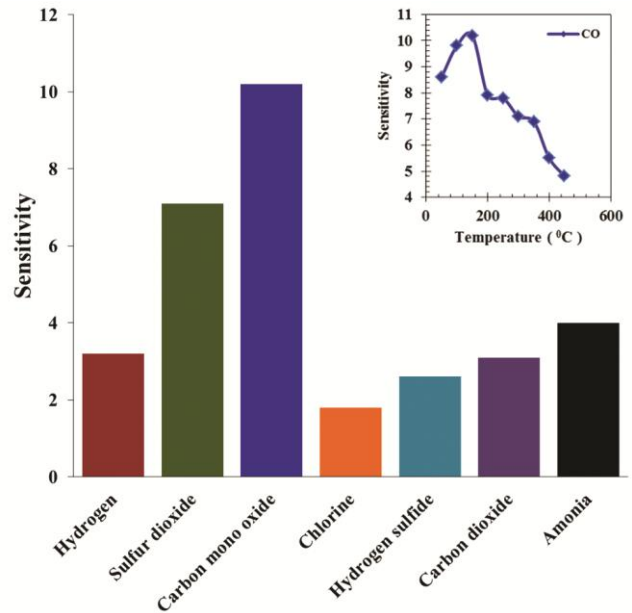 12
10
8
6
4
2
0
Sensitivity
Hydrogen
Sulfur dioxide
Carbon mono oxide
Chlorine
Hydrogen sulfide
Carbon dioxide
Amonia
11
10
9
8
7
6
5
4
Sensitivity
CO
0 200 400 600
Temperature ( ⁰C )